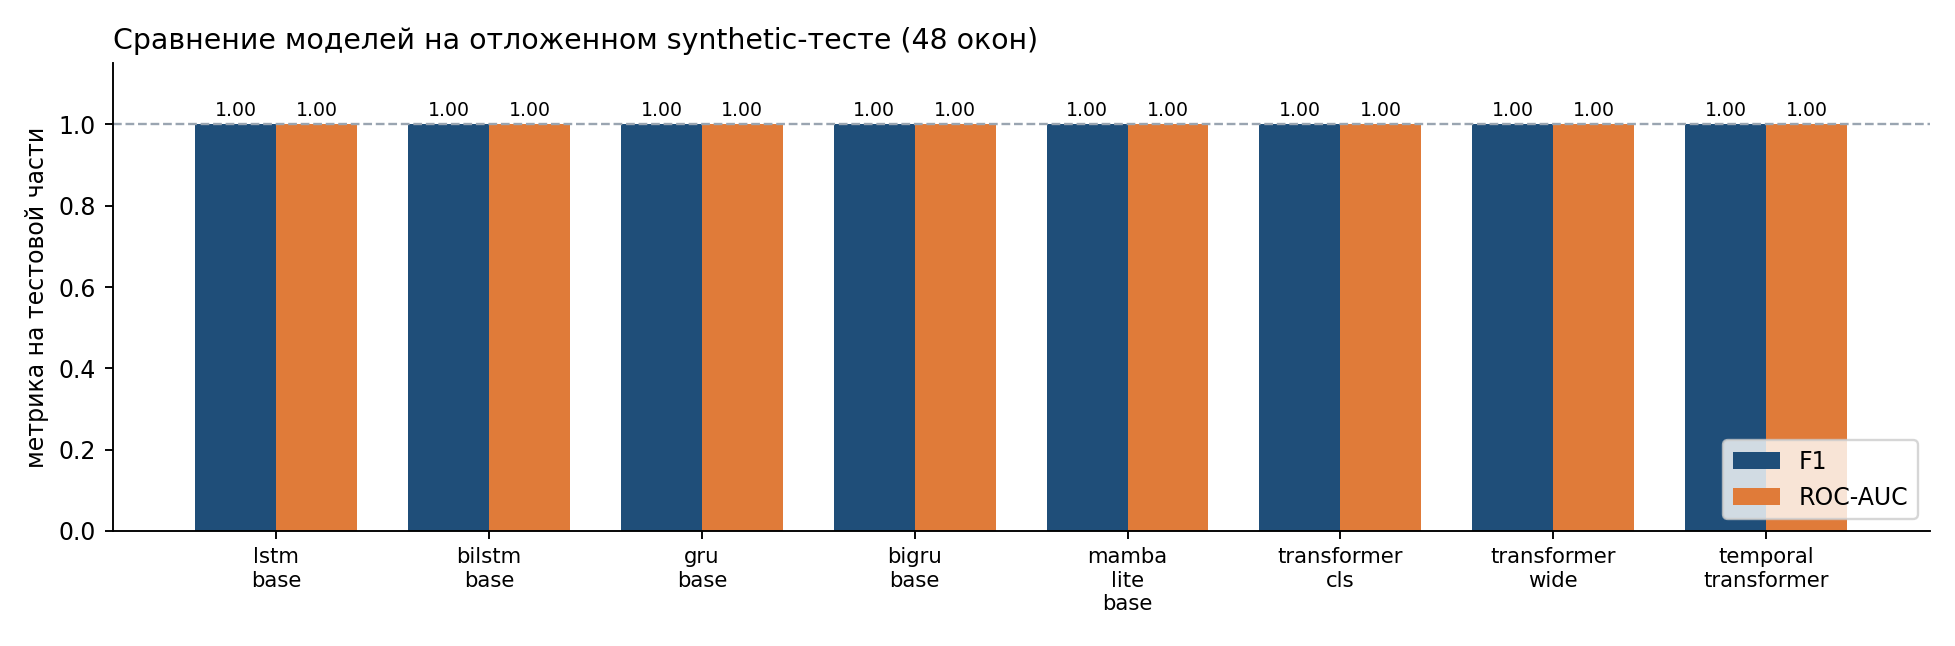 Сравнение моделей на отложенном synthetic-тесте (48 окон)
метрика на тестовой части
1.0
0.8
0.6
0.4
0.2
0.0
1.00 1.00 1.00 1.00 1.00 1.00 1.00 1.00 1.00 1.00 1.00 1.00 1.00 1.00 1.00 1.00
F1
ROC-AUC
lstm
base
bilstm
base
gru
base
bigru
base
mamba
lite
base
transformer
cls
transformer
wide
temporal
transformer